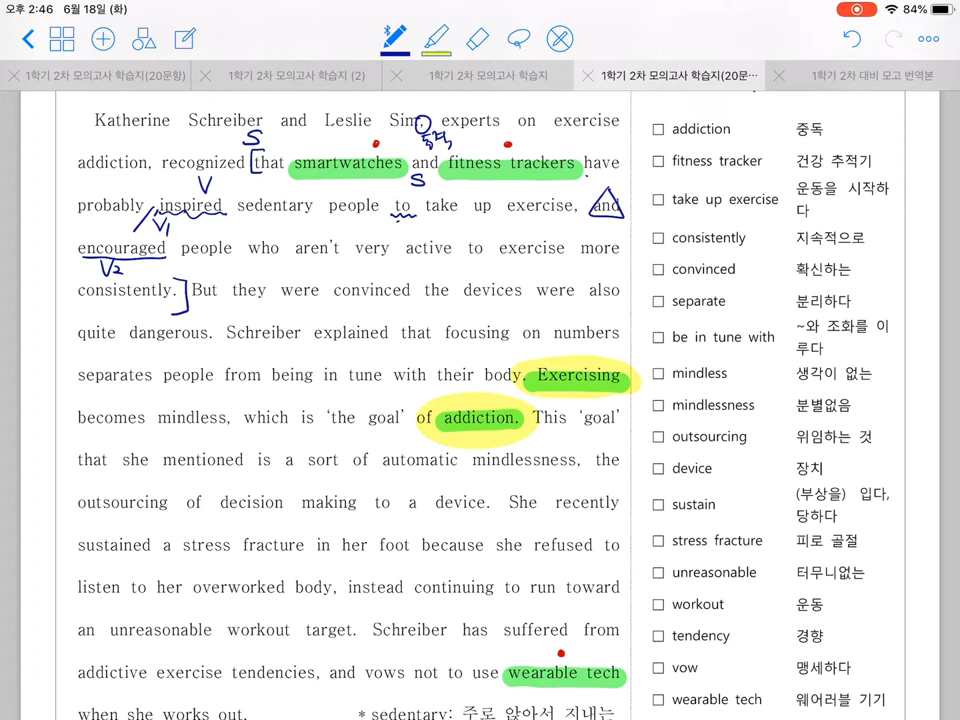 오후 2:46 6월 18일 (화)
84%
1학기 2차 모의고사 학습지(20문항)
1학기 2차 모의고사 학습지 (2)
1학기 2차 모의고사 학습지
1학기 2차 모의고사 학습지(20문···
1학기 2차 대비 모고 번역본
Katherine Schreiber and Leslie Sim, experts on exercise
S 동격
addiction, recognized [that smartwatches and fitness trackers have
V S
probably inspired sedentary people to take up exercise, and
V1
encouraged people who aren't very active to exercise more
V2
consistently.] But they were convinced the devices were also
quite dangerous. Schreiber explained that focusing on numbers
separates people from being in tune with their body. Exercising
becomes mindless, which is ‘the goal’ of addiction. This ‘goal’
that she mentioned is a sort of automatic mindlessness, the
outsourcing of decision making to a device. She recently
sustained a stress fracture in her foot because she refused to
listen to her overworked body, instead continuing to run toward
an unreasonable workout target. Schreiber has suffered from
addictive exercise tendencies, and vows not to use wearable tech
when she works out. * sedentary: 주로 앉아서 지내는
□ addiction 중독
□ fitness tracker 건강 추적기
□ take up exercise 운동을 시작하
다
□ consistently 지속적으로
□ convinced 확신하는
□ separate 분리하다
□ be in tune with ~와 조화를 이
루다
□ mindless 생각이 없는
□ mindlessness 분별없음
□ outsourcing 위임하는 것
□ device 장치
□ sustain (부상을) 입다,
당하다
□ stress fracture 피로 골절
□ unreasonable 터무니없는
□ workout 운동
□ tendency 경향
□ vow 맹세하다
□ wearable tech 웨어러블 기기